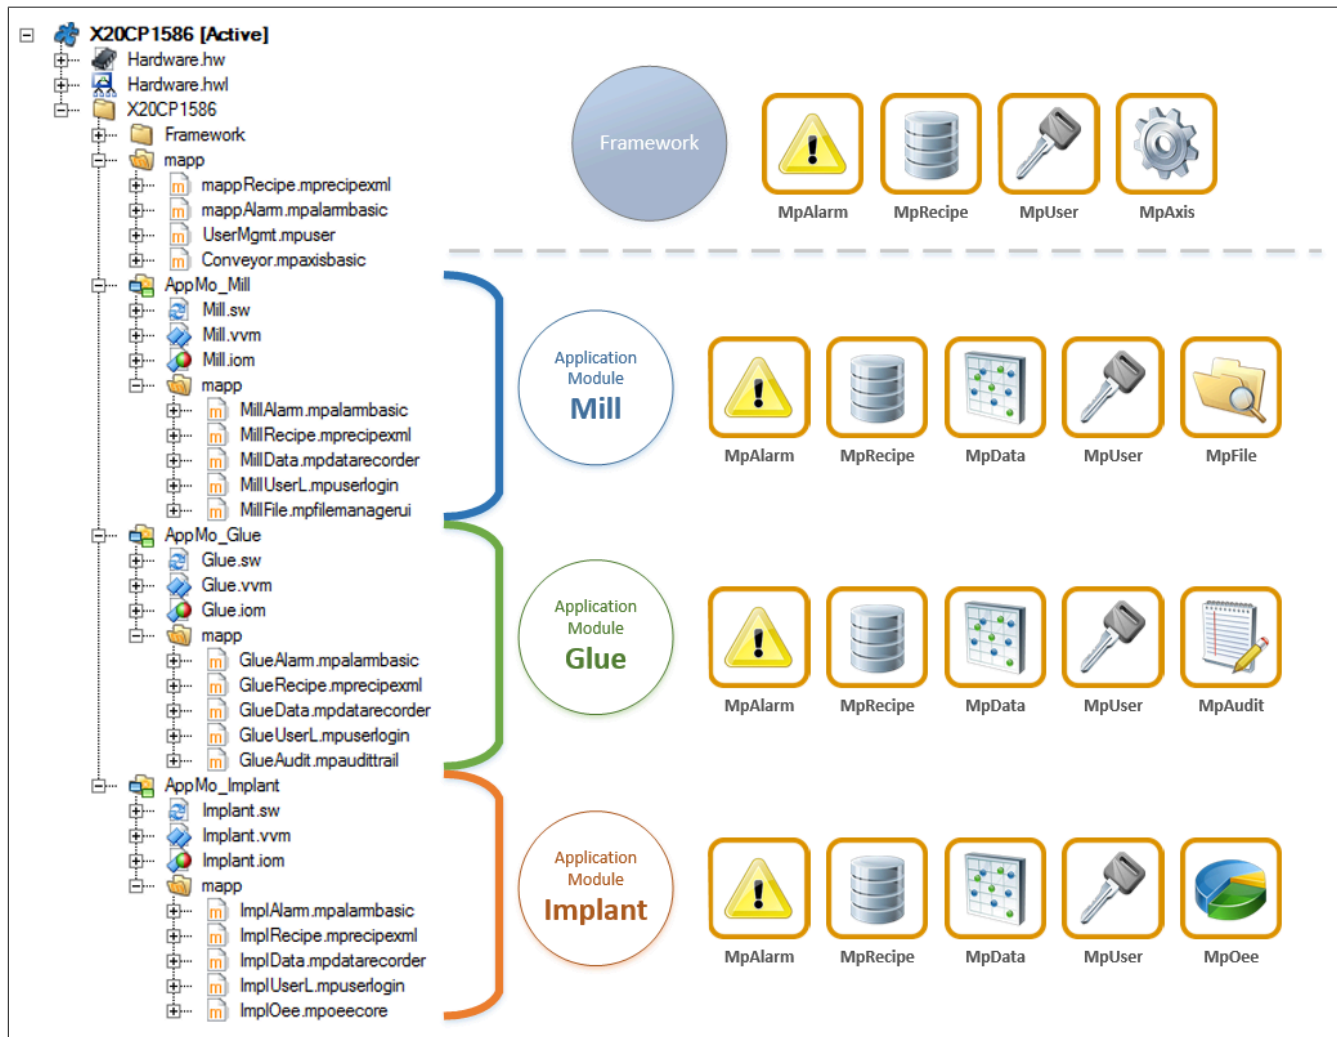 X20CP1586 [Active]
Hardware.hw
Hardware.hwl
X20CP1586
Framework
mapp
mappRecipe.mprecipexml
mappAlarm.mpalarmbasic
UserMgmt.mpuser
Conveyor.mpaxisbasic
AppMo_Mill
Mill.sw
Mill.vvm
Mill.iom
mapp
MillAlarm.mpalarmbasic
MillRecipe.mprecipexml
MillData.mpdatarecorder
MillUserL.mpuserlogin
MillFile.mpfilemanagerui
AppMo_Glue
Glue.sw
Glue.vvm
Glue.iom
mapp
GlueAlarm.mpalarmbasic
GlueRecipe.mprecipexml
GlueData.mpdatarecorder
GlueUserL.mpuserlogin
GlueAudit.mpaudittrail
AppMo_Implant
Implant.sw
Implant.vvm
Implant.iom
mapp
ImplAlarm.mpalarmbasic
ImplRecipe.mprecipexml
ImplData.mpdatarecorder
ImplUserL.mpuserlogin
ImplOee.mpoeecore
Framework
MpAlarm MpRecipe MpUser MpAxis
Application
Module
Mill
MpAlarm MpRecipe MpData MpUser MpFile
Application
Module
Glue
MpAlarm MpRecipe MpData MpUser MpAudit
Application
Module
Implant
MpAlarm MpRecipe MpData MpUser MpOee